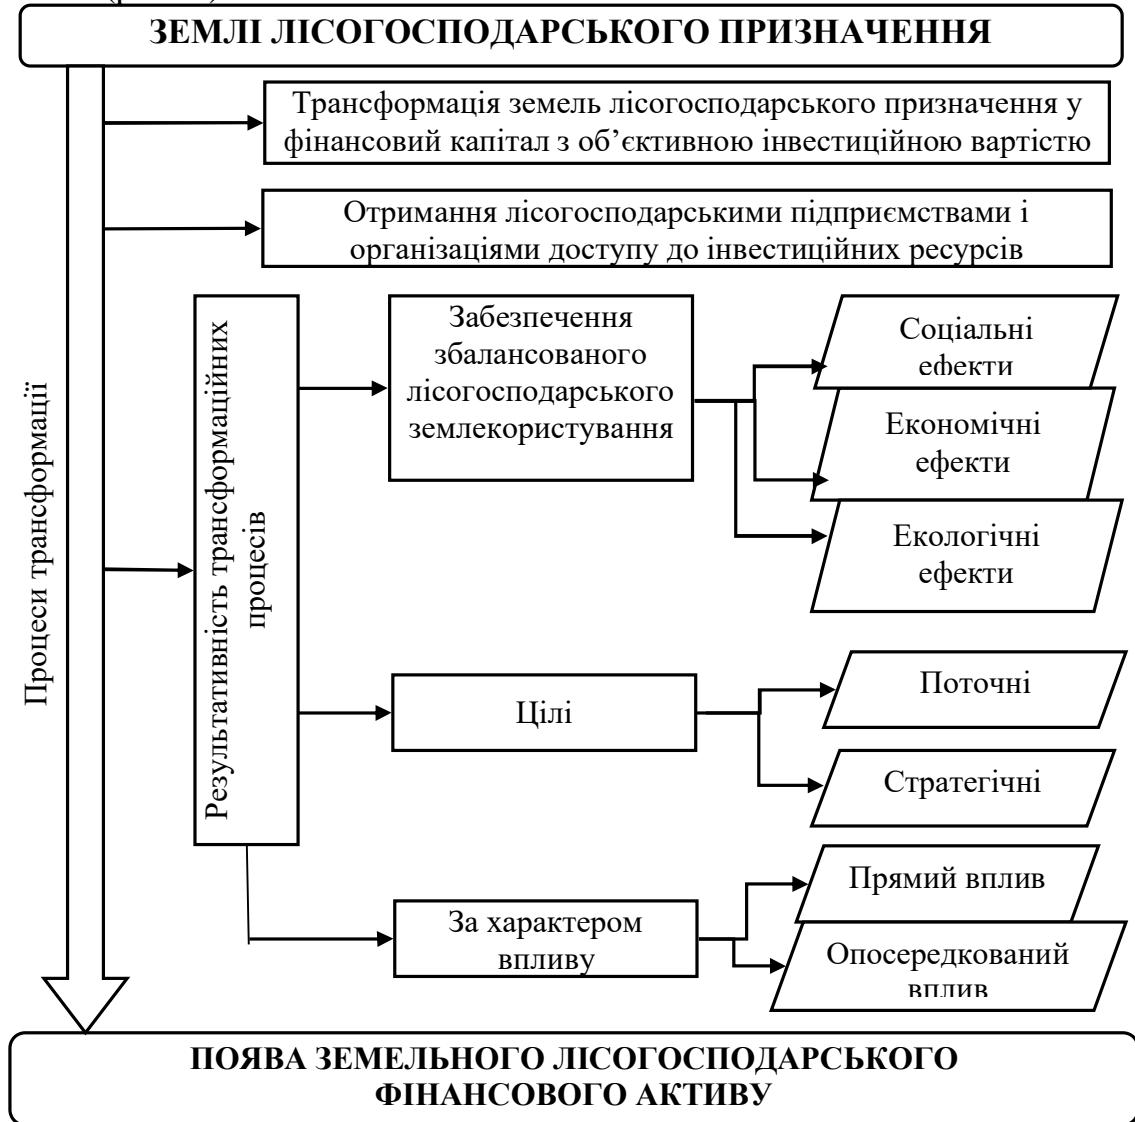 ЗЕМЛІ ЛІСОГОСПОДАРСЬКОГО ПРИЗНАЧЕННЯ
Трансформація земель лісогосподарського призначення у
фінансовий капітал з об’єктивною інвестиційною вартістю
Отримання лісогосподарськими підприємствами і
організаціями доступу до інвестиційних ресурсів
Процеси трансформації
Результативність трансформаційних
процесів
Забезпечення
збалансованого
лісогосподарського
землекористування
Соціальні
ефекти
Економічні
ефекти
Екологічні
ефекти
Цілі
Поточні
Стратегічні
За характером
впливу
Прямий вплив
Опосередкований
вплив
ПОЯВА ЗЕМЕЛЬНОГО ЛІСОГОСПОДАРСЬКОГО
ФІНАНСОВОГО АКТИВУ